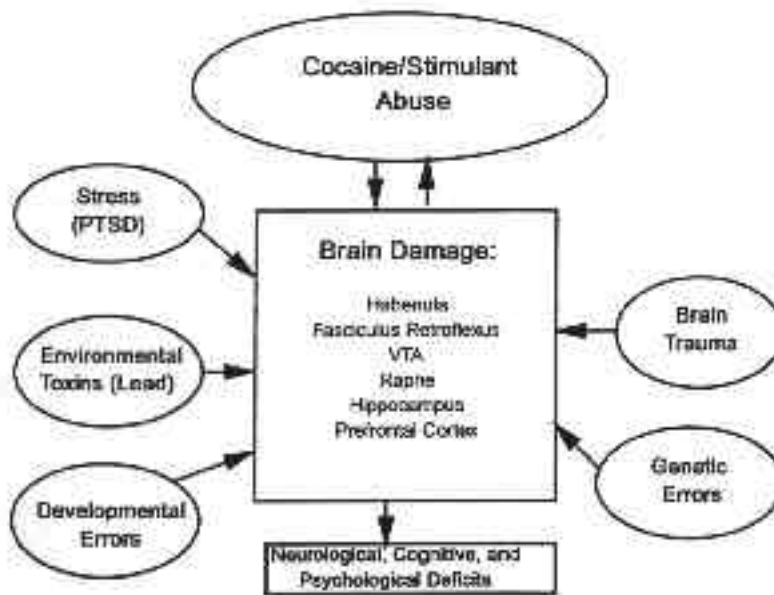 Cocaine/Stimulant
Abuse
Stress
(PTSD)
Brain Damage:
Habenula
Fasciculus Retroflexus
VTA
Raphe
Hippocampus
Prefrontal Cortex
Environmental
Toxins (Lead)
Developmental
Errors
Brain
Trauma
Genetic
Errors
Neurological, Cognitive, and
Psychological Deficits